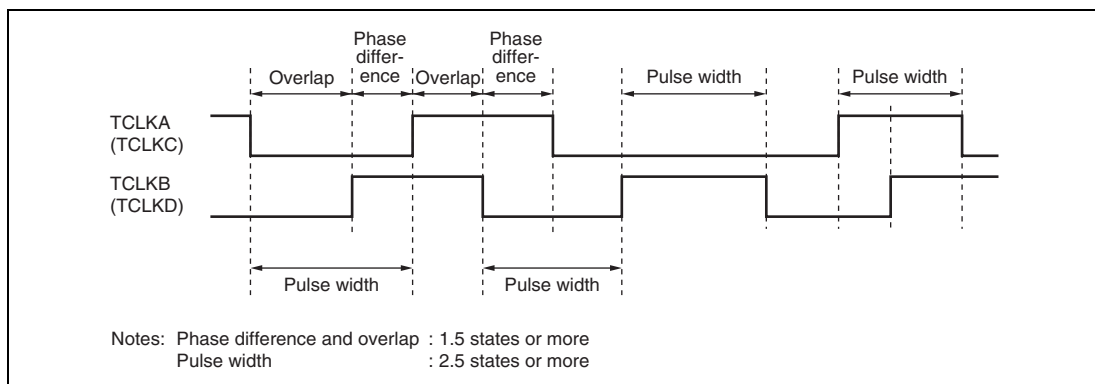 Phase
differ-
ence
Phase
differ-
ence
Overlap
Overlap
Pulse width
Pulse width
TCLKA
(TCLKC)
TCLKB
(TCLKD)
Pulse width
Pulse width
Notes: Phase difference and overlap : 1.5 states or more
Pulse width : 2.5 states or more